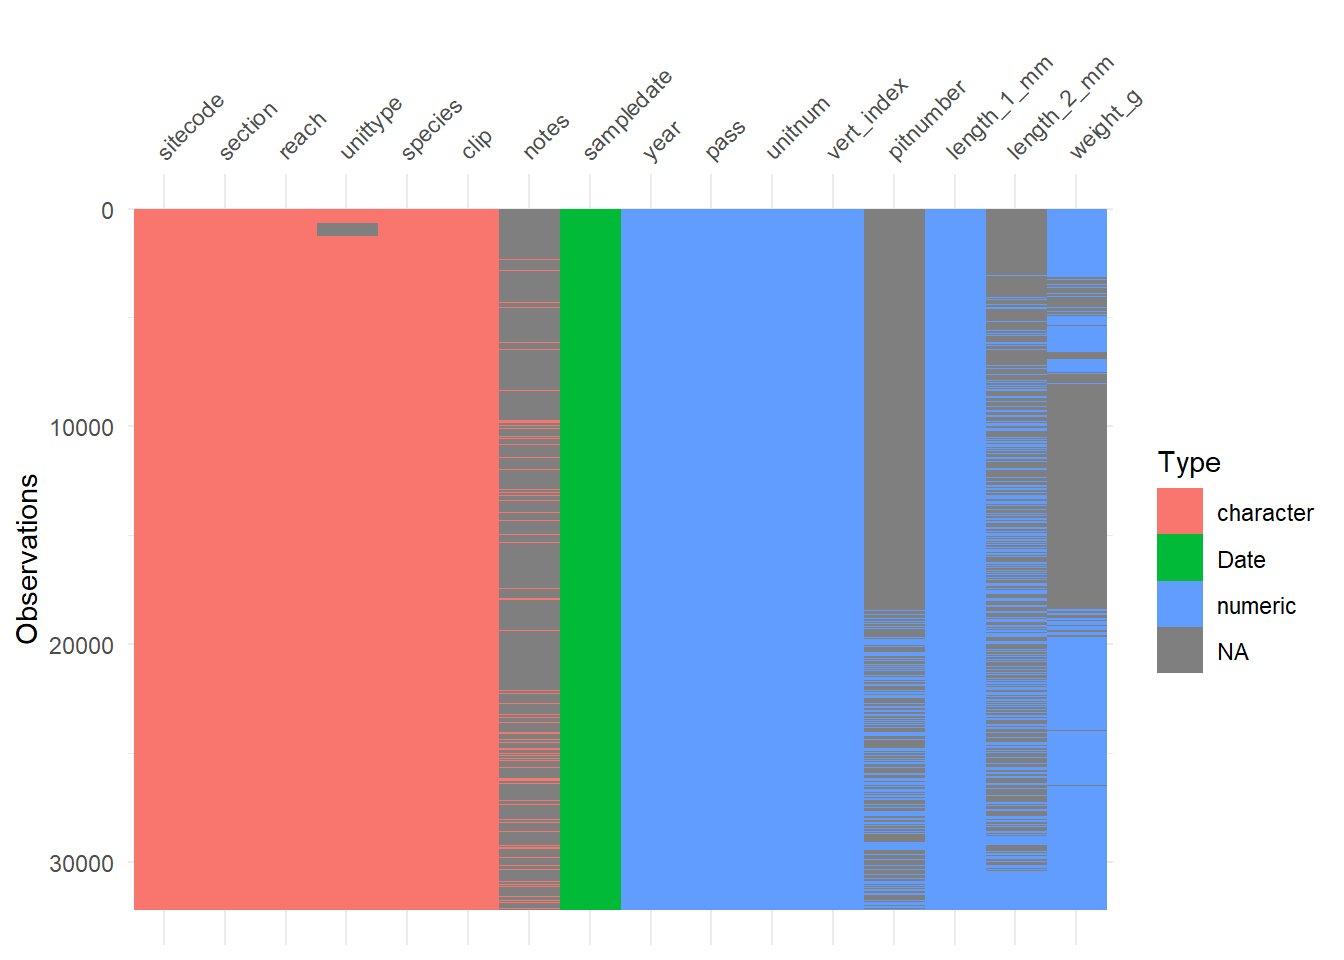 sitecode
section
reach
unittype
species
clip
notes
sampledate
year
pass
unitnum
vert_index
pitnumber
length_1_mm
length_2_mm
weight_g
0
10000
20000
30000
Observations
Type
character
Date
numeric
NA